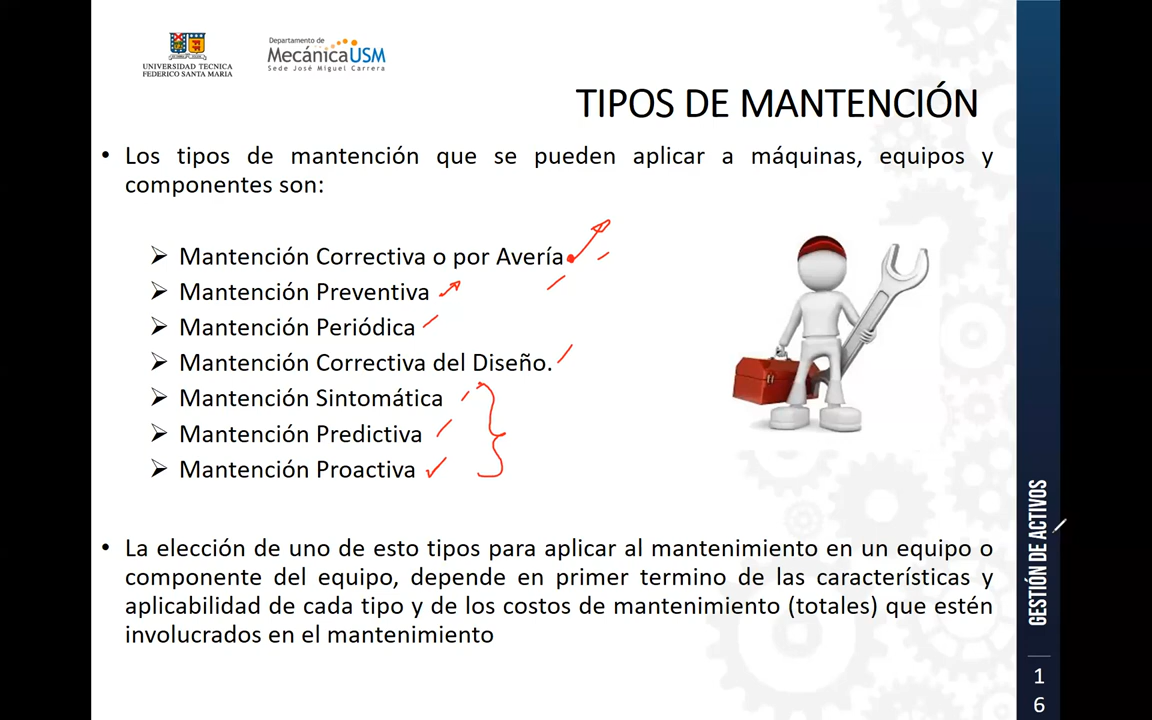 UNIVERSIDAD TECNICA
FEDERICO SANTA MARIA
Departamento de
MecánicaUSM
Sede José Miguel Carrera
TIPOS DE MANTENCIÓN
• Los tipos de mantención que se pueden aplicar a máquinas, equipos y
componentes son:
➢ Mantención Correctiva o por Avería
➢ Mantención Preventiva
➢ Mantención Periódica
➢ Mantención Correctiva del Diseño.
➢ Mantención Sintomática
➢ Mantención Predictiva
➢ Mantención Proactiva
• La elección de uno de esto tipos para aplicar al mantenimiento en un equipo o
componente del equipo, depende en primer termino de las características y
aplicabilidad de cada tipo y de los costos de mantenimiento (totales) que estén
involucrados en el mantenimiento
GESTIÓN DE ACTIVOS
1
6